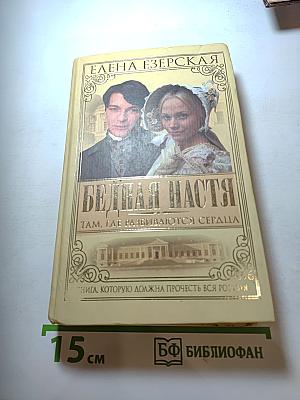 ЕЛЕНА ЕЗЕРСКАЯ
БЕДНАЯ НАСТЯ
ТАМ, ГДЕ РАЗБИВАЮТСЯ СЕРДЦА
КНИГА, КОТОРУЮ ДОЛЖНА ПРОЧЕСТЬ ВСЯ РОССИЯ
15 см
БФ БИБЛИОФАН